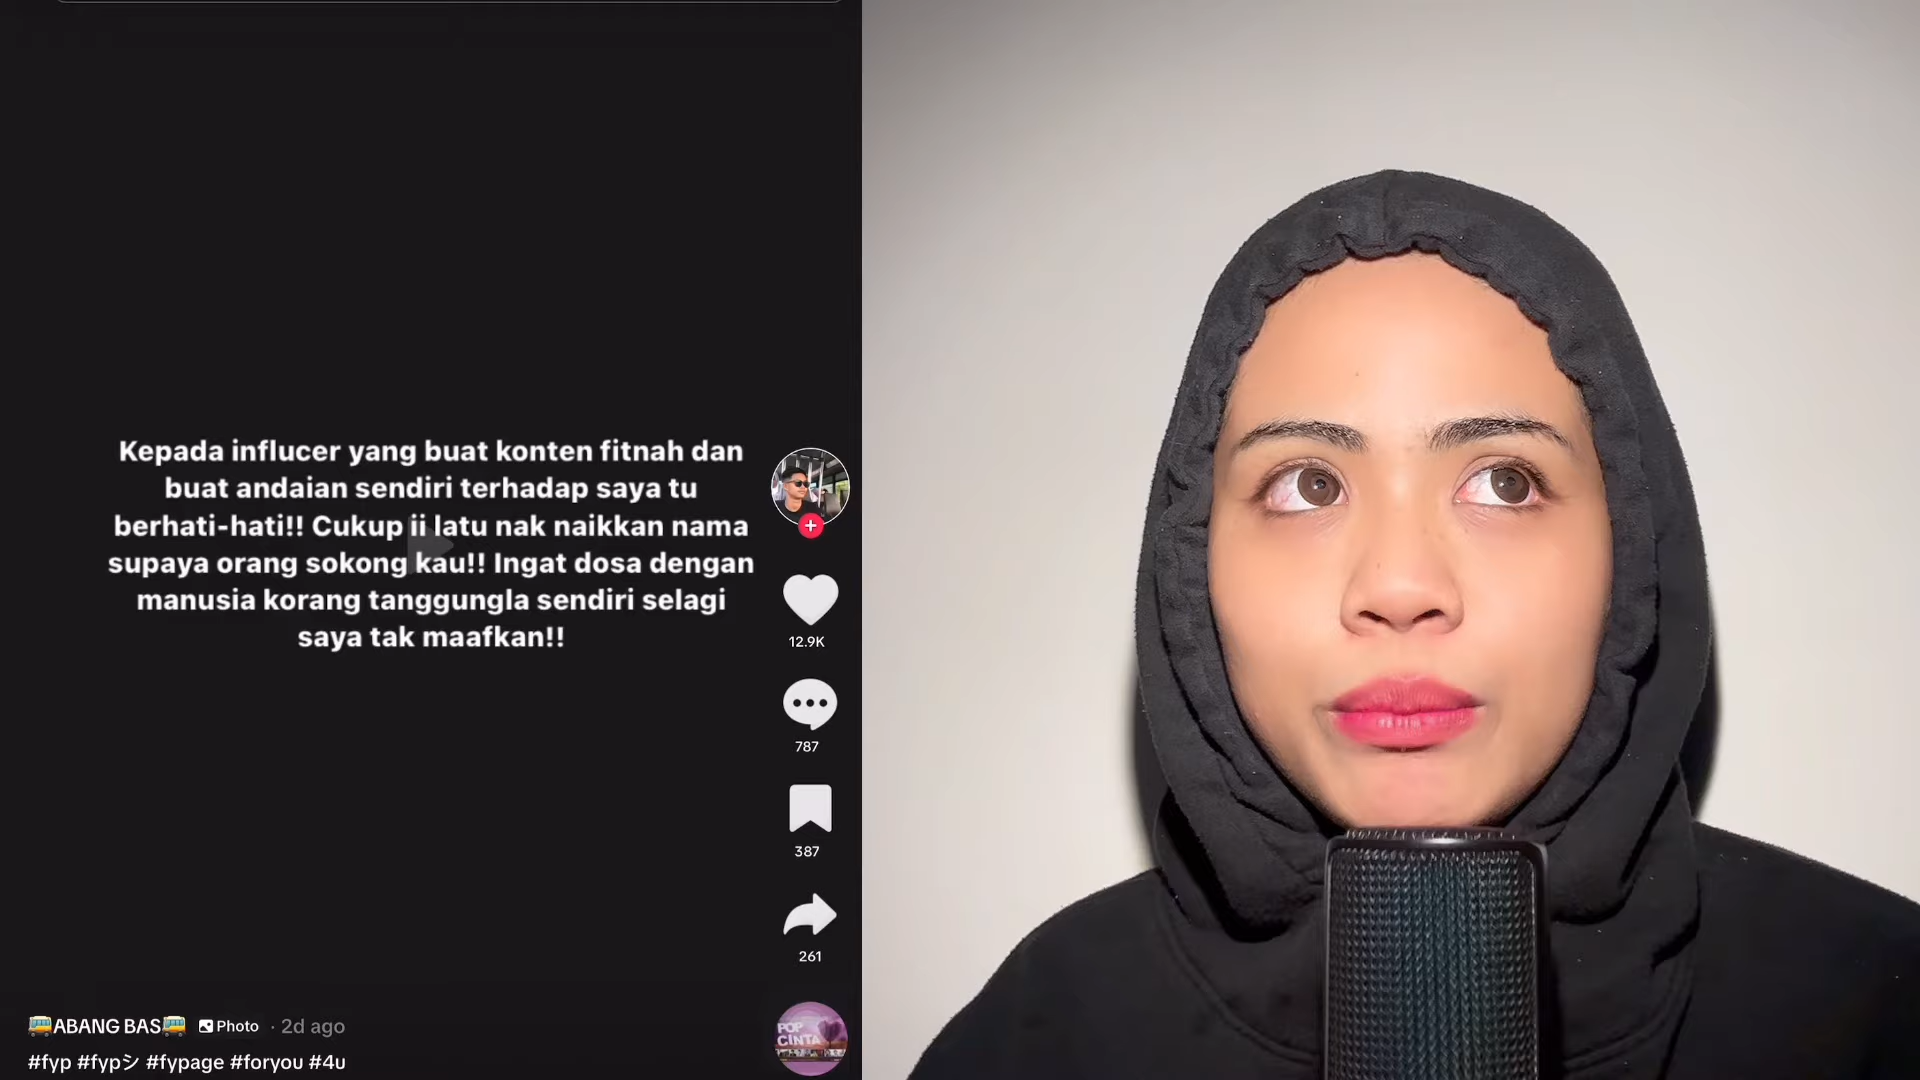 Kepada influcer yang buat konten fitnah dan
buat andaian sendiri terhadap saya tu
berhati-hati!! Cukup ii latu nak naikkan nama
supaya orang sokong kau!! Ingat dosa dengan
manusia korang tanggungla sendiri selagi
saya tak maafkan!!
12.9K
787
387
261
🚌ABANG BAS🚌 Photo · 2d ago
#fyp #fypシ #fypage #foryou #4u
POP
CINTA